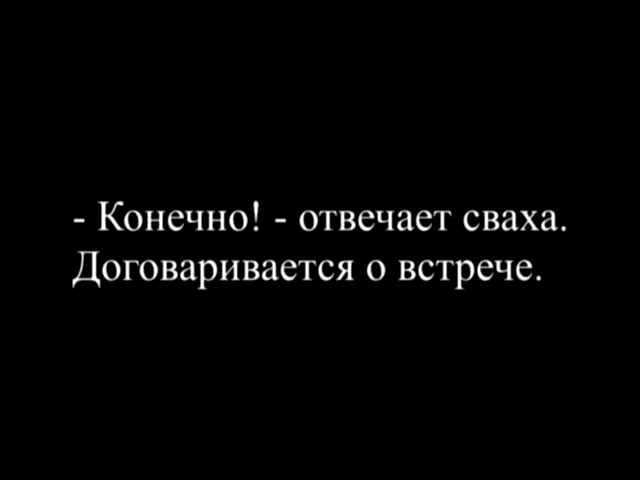 - Конечно! - отвечает сваха.
Договаривается о встрече.